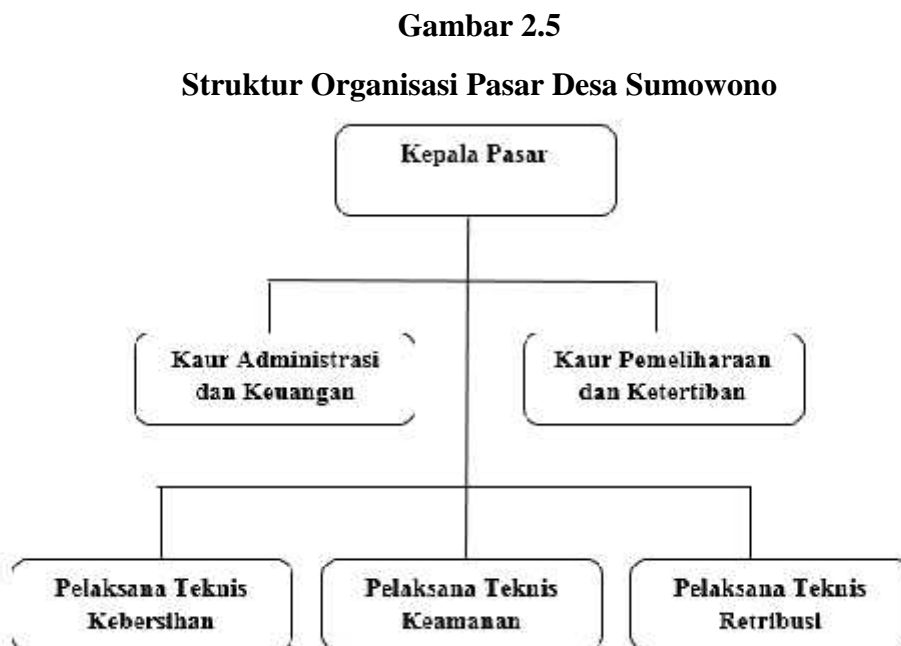 Gambar 2.5
Struktur Organisasi Pasar Desa Sumowono
Kepala Pasar
Kaur Administrasi
dan Keuangan
Kaur Pemeliharaan
dan Ketertiban
Pelaksana Teknis
Kebersihan
Pelaksana Teknis
Keamanan
Pelaksana Teknis
Retribusi